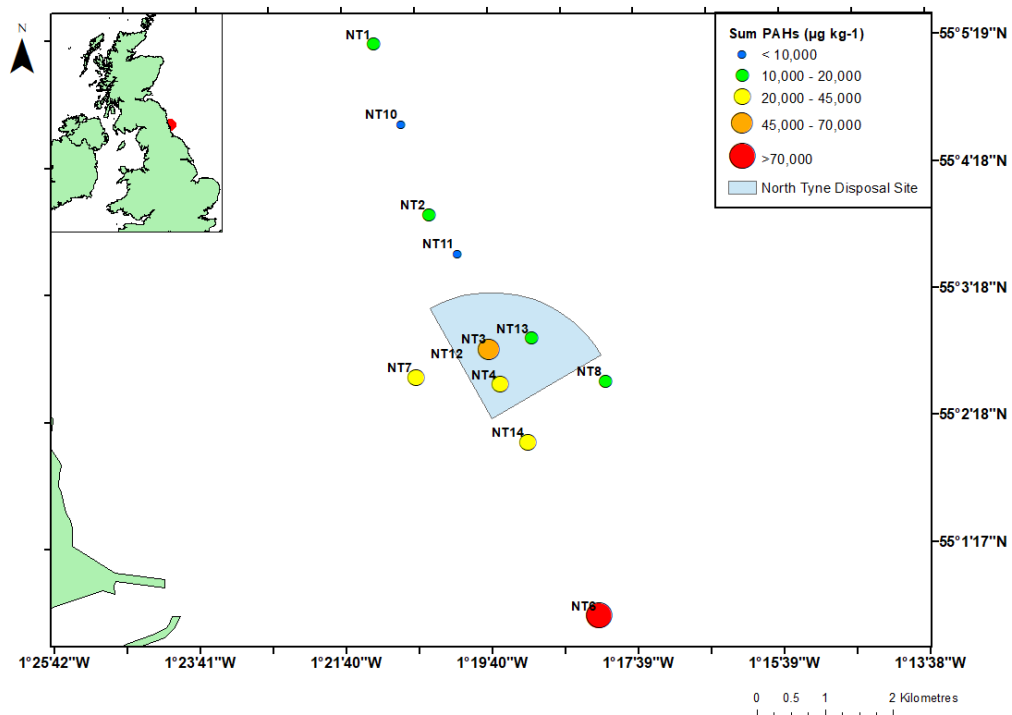 N
Sum PAHs (µg kg-1)
< 10,000
10,000 - 20,000
20,000 - 45,000
45,000 - 70,000
>70,000
North Tyne Disposal Site
NT1
NT10
NT2
NT11
NT13
NT3
NT12
NT7
NT4
NT8
NT14
NT6
55°5'19"N
55°4'18"N
55°3'18"N
55°2'18"N
55°1'17"N
1°25'42"W 1°23'41"W 1°21'40"W 1°19'40"W 1°17'39"W 1°15'39"W 1°13'38"W
0 0.5 1 2 Kilometres